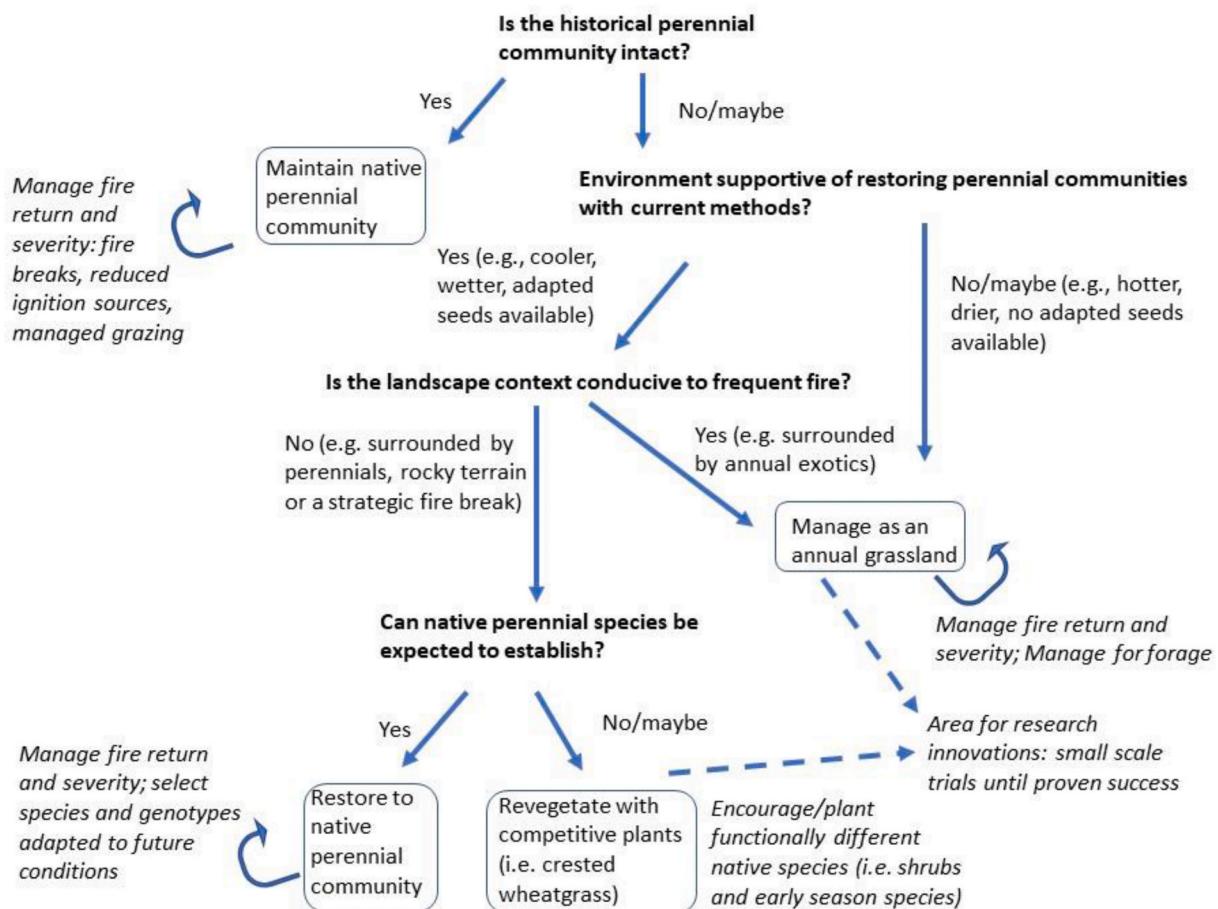 Is the historical perennial
community intact?
Yes
No/maybe
Maintain native
perennial
community
Manage fire
return and
severity: fire
breaks, reduced
ignition sources,
managed grazing
Environment supportive of restoring perennial communities
with current methods?
Yes (e.g., cooler,
wetter, adapted
seeds available)
No/maybe (e.g., hotter,
drier, no adapted seeds
available)
Is the landscape context conducive to frequent fire?
No (e.g. surrounded by
perennials, rocky terrain
or a strategic fire break)
Yes (e.g. surrounded
by annual exotics)
Manage as an
annual grassland
Manage fire return and
severity; Manage for forage
Can native perennial species be
expected to establish?
Yes
No/maybe
Area for research
innovations: small scale
trials until proven success
Manage fire return
and severity; select
species and genotypes
adapted to future
conditions
Restore to
native
perennial
community
Revegetate with
competitive plants
(i.e. crested
wheatgrass)
Encourage/plant
functionally different
native species (i.e. shrubs
and early season species)